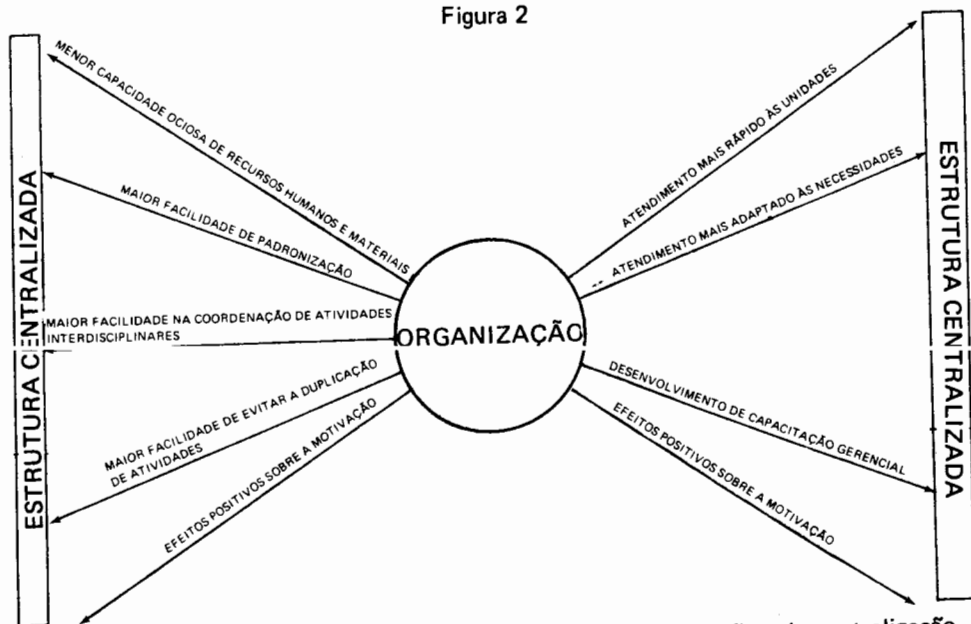 Figura 2
ESTRUTURA CENTRALIZADA
MENOR CAPACIDADE OCIOSA DE RECURSOS HUMANOS E MATERIAIS
MAIOR FACILIDADE DE PADRONIZAÇÃO
MAIOR FACILIDADE NA COORDENAÇÃO DE ATIVIDADES
INTERDISCIPLINARES
MAIOR FACILIDADE DE EVITAR A DUPLICAÇÃO
DE ATIVIDADES
EFEITOS POSITIVOS SOBRE A MOTIVAÇÃO
ORGANIZAÇÃO
ATENDIMENTO MAIS RÁPIDO ÀS UNIDADES
ATENDIMENTO MAIS ADAPTADO ÀS NECESSIDADES
DESENVOLVIMENTO DE CAPACITAÇÃO GERENCIAL
EFEITOS POSITIVOS SOBRE A MOTIVAÇÃO
ESTRUTURA CENTRALIZADA